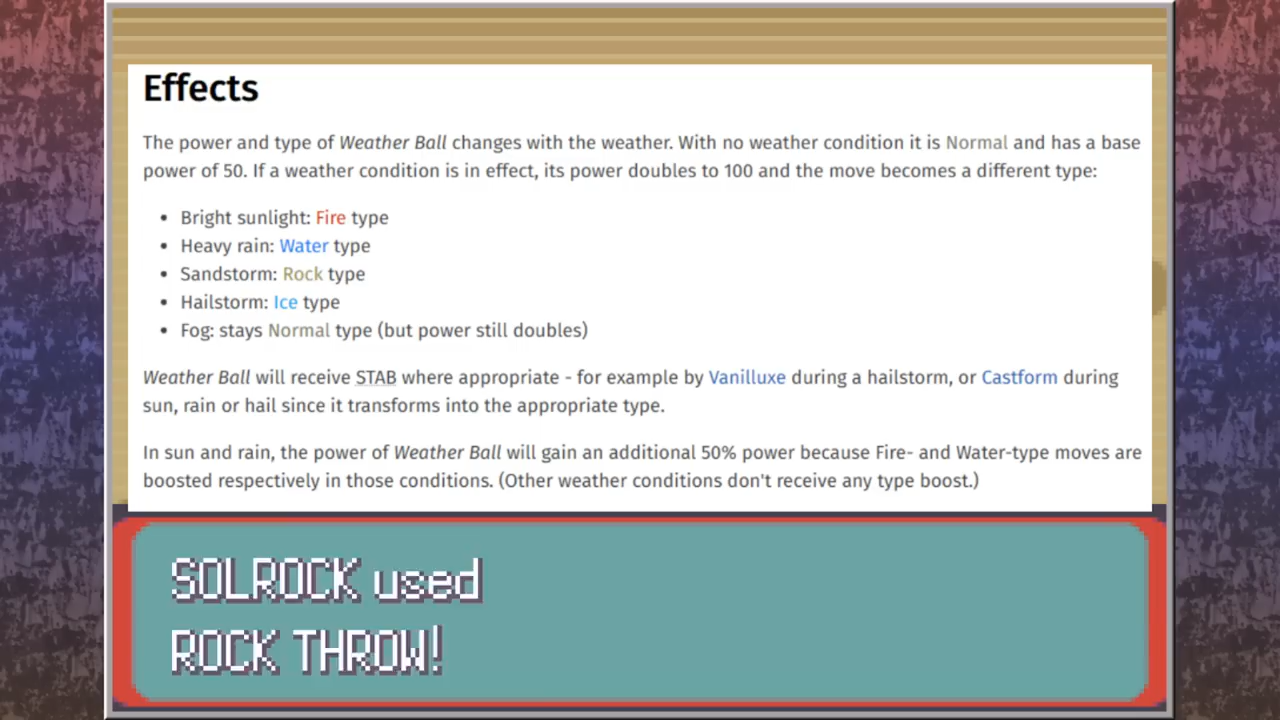 Effects
The power and type of Weather Ball changes with the weather. With no weather condition it is Normal and has a base
power of 50. If a weather condition is in effect, its power doubles to 100 and the move becomes a different type:
• Bright sunlight: Fire type
• Heavy rain: Water type
• Sandstorm: Rock type
• Hailstorm: Ice type
• Fog: stays Normal type (but power still doubles)
Weather Ball will receive STAB where appropriate - for example by Vanilluxe during a hailstorm, or Castform during
sun, rain or hail since it transforms into the appropriate type.
In sun and rain, the power of Weather Ball will gain an additional 50% power because Fire- and Water-type moves are
boosted respectively in those conditions. (Other weather conditions don't receive any type boost.)
SOLROCK used
ROCK THROW!